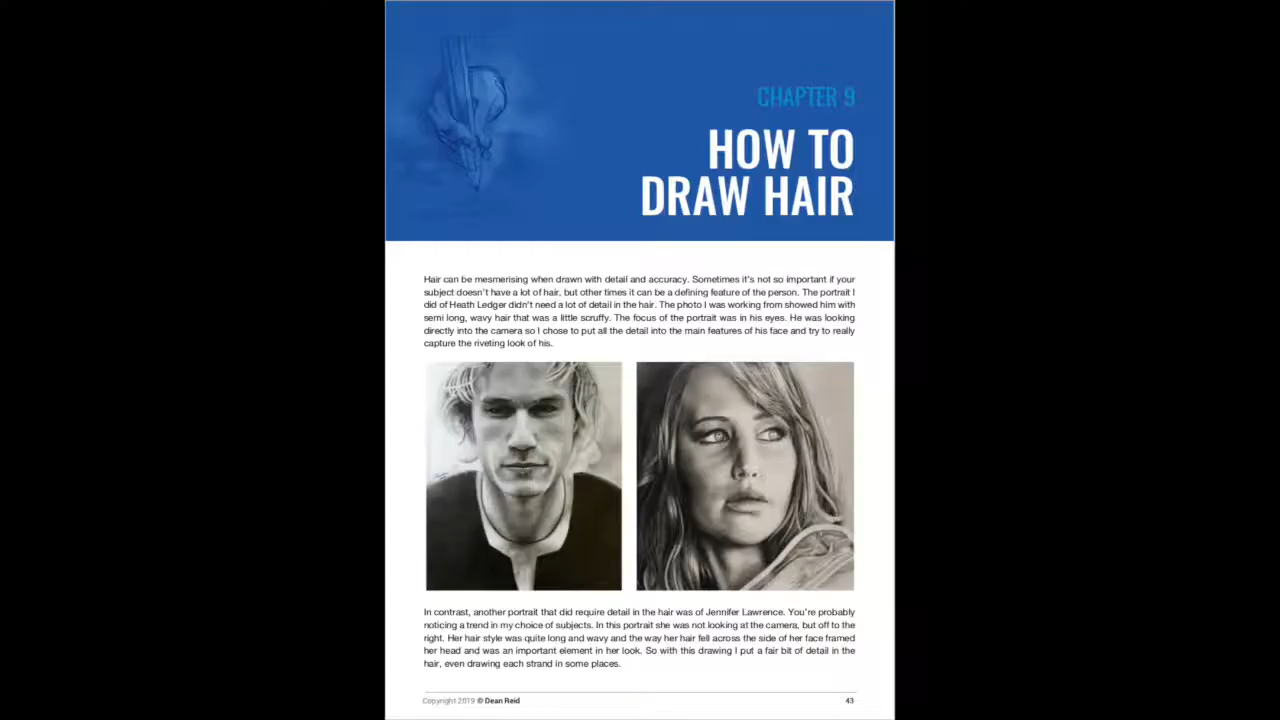 CHAPTER 9
HOW TO
DRAW HAIR
Hair can be mesmerising when drawn with detail and accuracy. Sometimes it's not so important if your
subject doesn't have a lot of hair, but other times it can be a defining feature of the person. The portrait I
did of Heath Ledger didn't need a lot of detail in the hair. The photo I was working from showed him with
semi long, wavy hair that was a little scruffy. The focus of the portrait was in his eyes. He was looking
directly into the camera so I chose to put all the detail into the main features of his face and try to really
capture the riveting look of his.
In contrast, another portrait that did require detail in the hair was of Jennifer Lawrence. You're probably
noticing a trend in my choice of subjects. In this portrait she was not looking at the camera, but off to the
right. Her hair style was quite long and wavy and the way her hair fell across the side of her face framed
her head and was an important element in her look. So with this drawing I put a fair bit of detail in the
hair, even drawing each strand in some places.
Copyright 2019 © Dean Reid 43